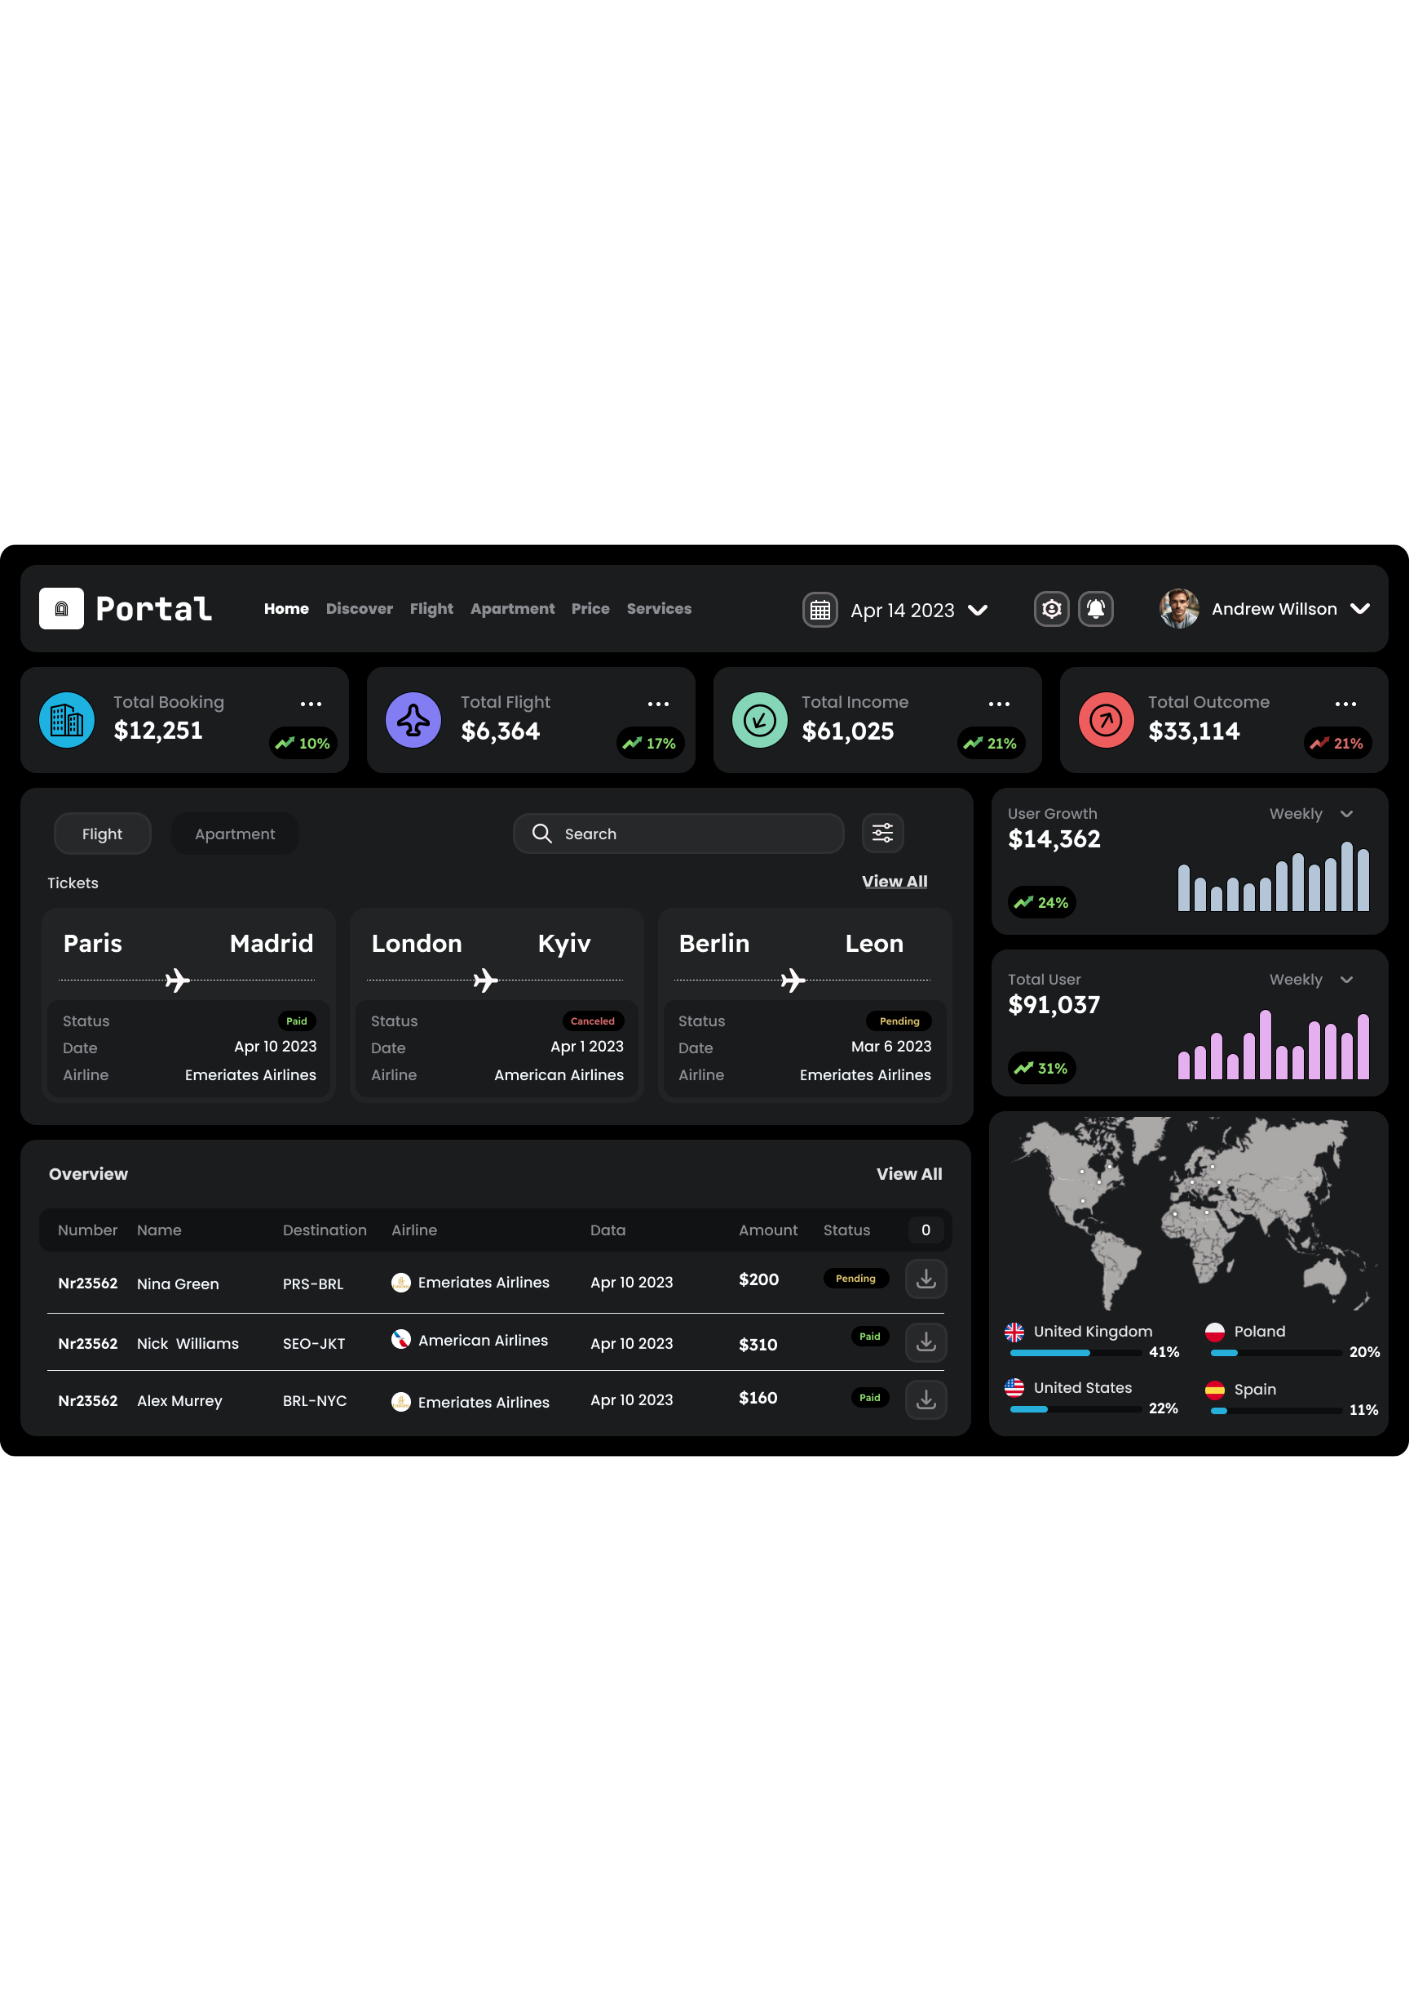 Portal Home Discover Flight Apartment Price Services Apr 14 2023 Andrew Willson
Total Booking
$12,251
10%
Total Flight
$6,364
17%
Total Income
$61,025
21%
Total Outcome
$33,114
21%
Flight Apartment Search
Tickets View All
Paris Madrid
Status Paid
Date Apr 10 2023
Airline Emeriates Airlines
London Kyiv
Status Canceled
Date Apr 1 2023
Airline American Airlines
Berlin Leon
Status Pending
Date Mar 6 2023
Airline Emeriates Airlines
User Growth Weekly
$14,362
24%
Total User Weekly
$91,037
31%
Overview View All
Number Name Destination Airline Data Amount Status 0
Nr23562 Nina Green PRS-BRL Emeriates Airlines Apr 10 2023 $200 Pending
Nr23562 Nick Williams SEO-JKT American Airlines Apr 10 2023 $310 Paid
Nr23562 Alex Murrey BRL-NYC Emeriates Airlines Apr 10 2023 $160 Paid
United Kingdom
41%
Poland
20%
United States
22%
Spain
11%